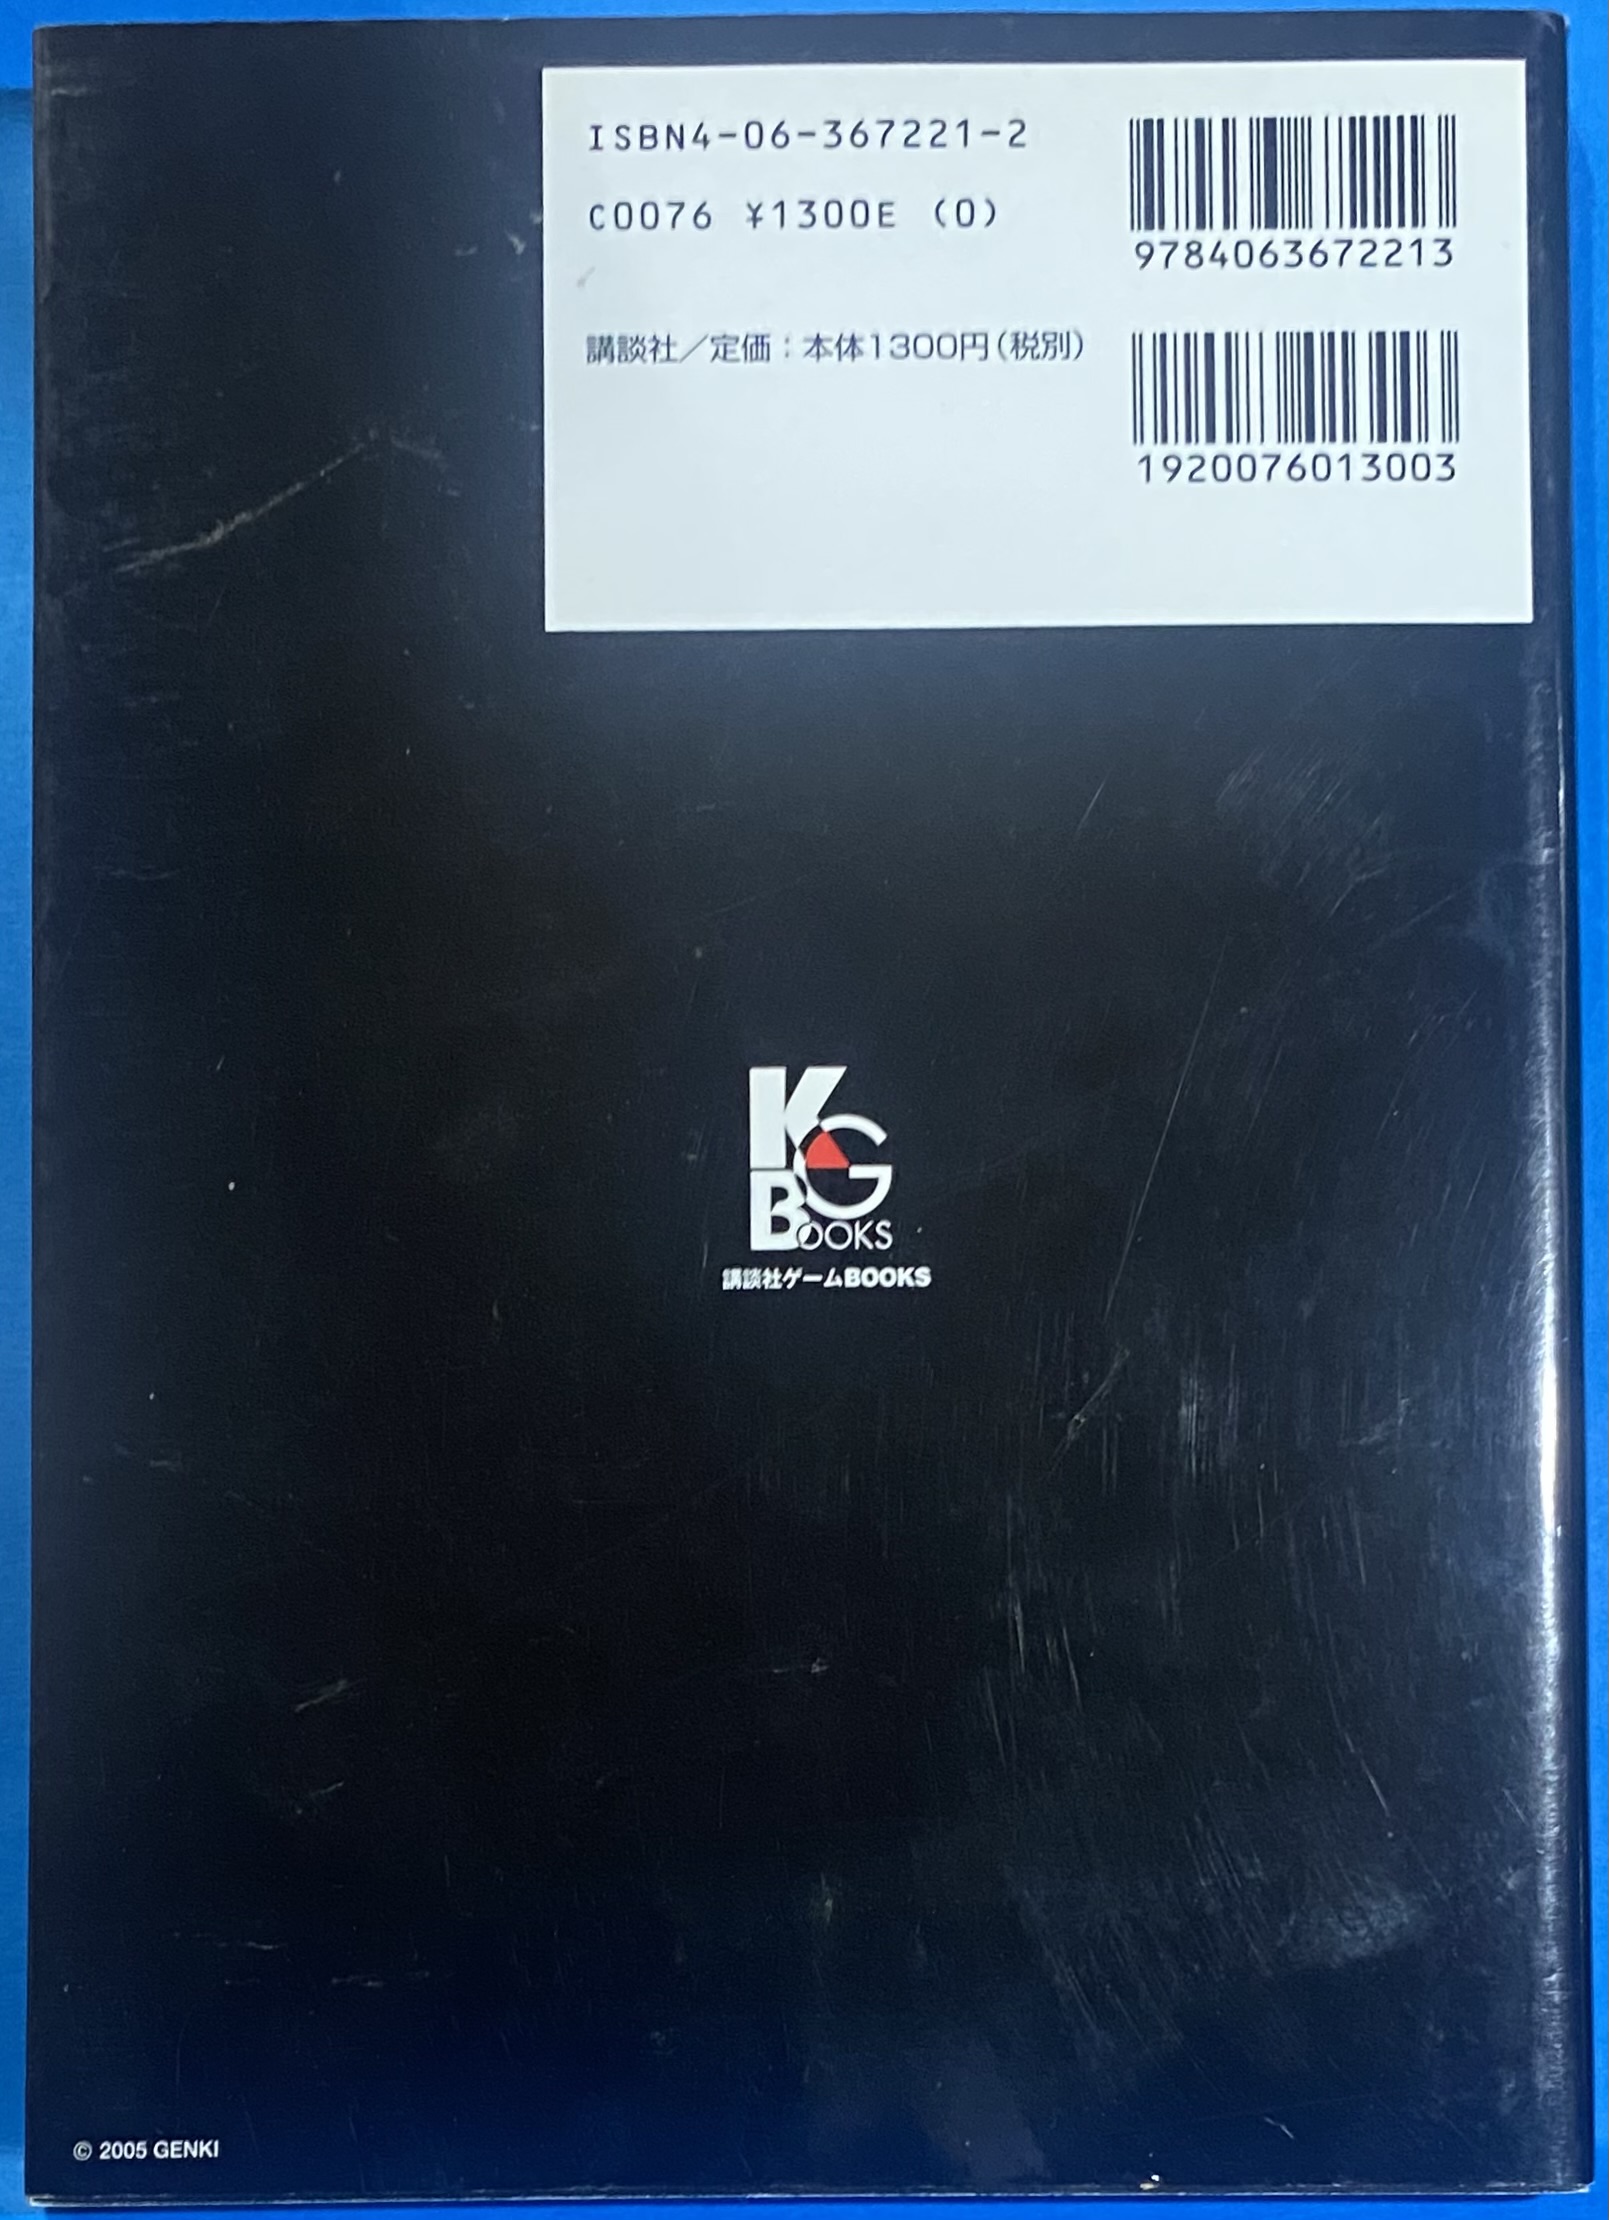 ISBN4-06-367221-2
C0076 ¥1300E (0)
講談社／定価：本体1300円（税別）
9784063672213
1920076013003
KG
BOOKS
講談社ゲームBOOKS
© 2005 GENKI